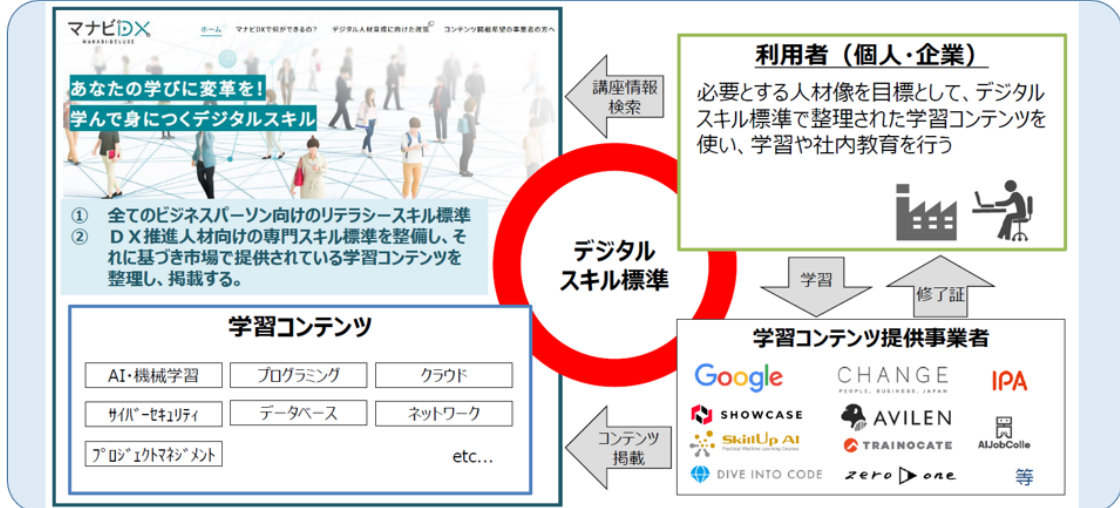 マナビDX
MANABI-DELUXE
ホーム
マナビDXで何ができるの?
デジタル人材育成に向けた政策
コンテンツ掲載希望の事業者の方へ
あなたの学びに変革を!
学んで身につくデジタルスキル
① 全てのビジネスパーソン向けのリテラシースキル標準
② DX推進人材向けの専門スキル標準を整備し、そ
れに基づき市場で提供されている学習コンテンツを
整理し、掲載する。
学習コンテンツ
AI・機械学習
プログラミング
クラウド
サイバーセキュリティ
データベース
ネットワーク
プロジェクトマネジメント
etc...
デジタル
スキル標準
講座情報
検索
利用者(個人・企業)
必要とする人材像を目標として、デジタル
スキル標準で整理された学習コンテンツを
使い、学習や社内教育を行う
学習
修了証
コンテンツ
掲載
学習コンテンツ提供事業者
Google
CHANGE
PEOPLE, BUSINESS, JAPAN
IPA
SHOWCASE
AVILEN
SkillUp AI
Practical Machine Learning Courses
TRAINOCATE
AIJobColle
DIVE INTO CODE
zero one
等